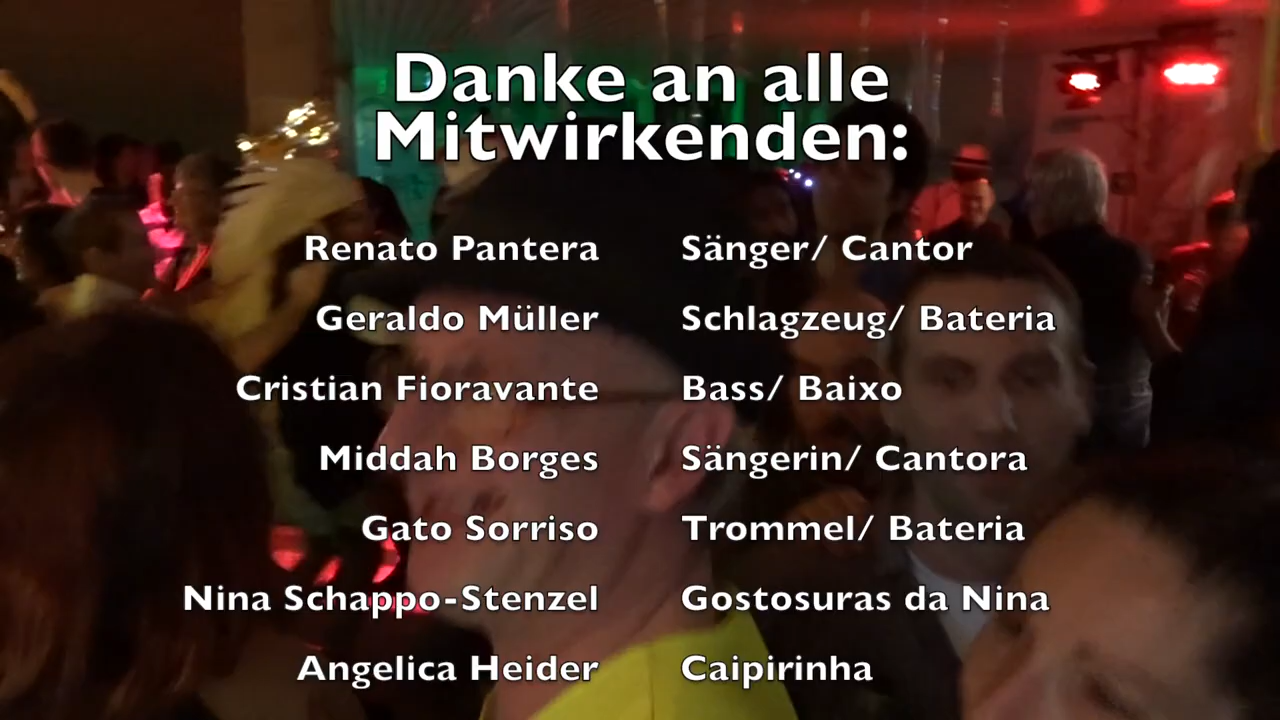 Danke an alle
Mitwirkenden:
Renato Pantera Sänger/ Cantor
Geraldo Müller Schlagzeug/ Bateria
Cristian Fioravante Bass/ Baixo
Middah Borges Sängerin/ Cantora
Gato Sorriso Trommel/ Bateria
Nina Schappo-Stenzel Gostosuras da Nina
Angelica Heider Caipirinha